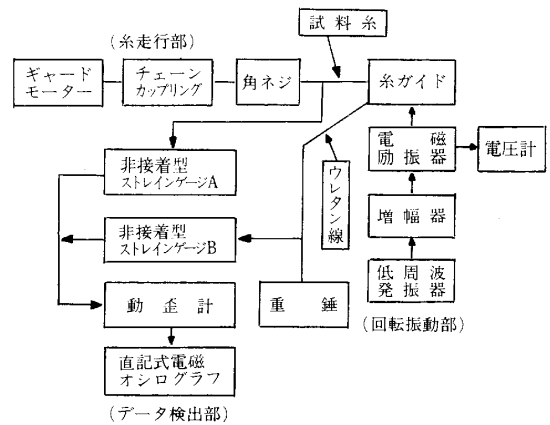 試料糸
(糸走行部)
ギャード
モーター
チェーン
カップリング
角ネジ
糸ガイド
電磁
励振器
電圧計
非接着型
ストレインゲージA
ウレタン線
増幅器
非接着型
ストレインゲージB
低周波
発振器
動歪計
重錘
(回転振動部)
直記式電磁
オシログラフ
(データ検出部)